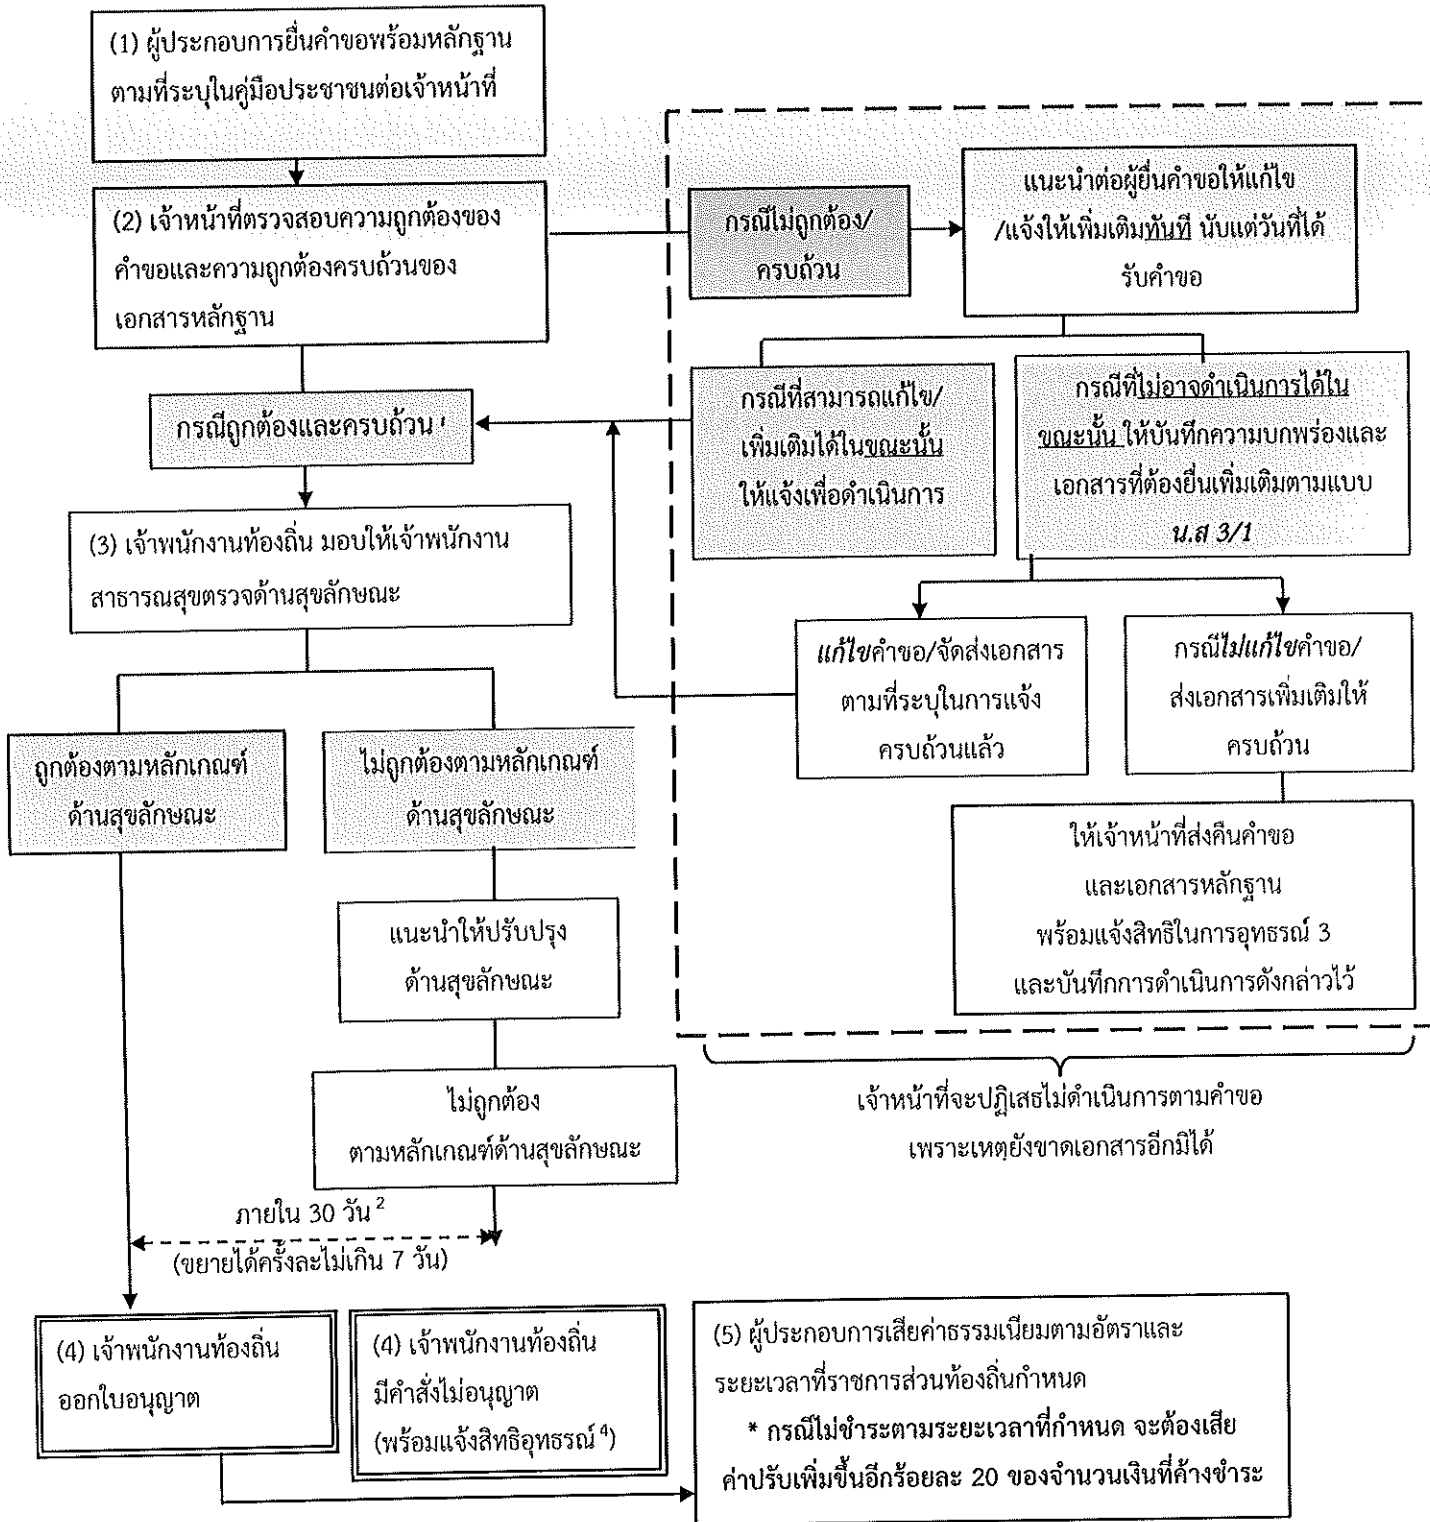 (1) ผู้ประกอบการยื่นคำขอพร้อมหลักฐาน
ตามที่ระบุในคู่มือประชาชนต่อเจ้าหน้าที่
(2) เจ้าหน้าที่ตรวจสอบความถูกต้องของ
คำขอและความถูกต้องครบถ้วนของ
เอกสารหลักฐาน
กรณีไม่ถูกต้อง/
ครบถ้วน
แนะนำต่อผู้ยื่นคำขอให้แก้ไข
/แจ้งให้เพิ่มเติมทันที นับแต่วันที่ได้
รับคำขอ
กรณีถูกต้องและครบถ้วน ¹
กรณีที่สามารถแก้ไข/
เพิ่มเติมได้ในขณะนั้น
ให้แจ้งเพื่อดำเนินการ
กรณีที่ไม่อาจดำเนินการได้ใน
ขณะนั้น ให้บันทึกความบกพร่องและ
เอกสารที่ต้องยื่นเพิ่มเติมตามแบบ
น.ส 3/1
(3) เจ้าพนักงานท้องถิ่น มอบให้เจ้าพนักงาน
สาธารณสุขตรวจด้านสุขลักษณะ
แก้ไขคำขอ/จัดส่งเอกสาร
ตามที่ระบุในการแจ้ง
ครบถ้วนแล้ว
กรณีไม่แก้ไขคำขอ/
ส่งเอกสารเพิ่มเติมให้
ครบถ้วน
ถูกต้องตามหลักเกณฑ์
ด้านสุขลักษณะ
ไม่ถูกต้องตามหลักเกณฑ์
ด้านสุขลักษณะ
ให้เจ้าหน้าที่ส่งคืนคำขอ
และเอกสารหลักฐาน
พร้อมแจ้งสิทธิในการอุทธรณ์ 3
และบันทึกการดำเนินการดังกล่าวไว้
แนะนำให้ปรับปรุง
ด้านสุขลักษณะ
ไม่ถูกต้อง
ตามหลักเกณฑ์ด้านสุขลักษณะ
เจ้าหน้าที่จะปฏิเสธไม่ดำเนินการตามคำขอ
เพราะเหตุยังขาดเอกสารอีกมิได้
ภายใน 30 วัน ²
(ขยายได้ครั้งละไม่เกิน 7 วัน)
(4) เจ้าพนักงานท้องถิ่น
ออกใบอนุญาต
(4) เจ้าพนักงานท้องถิ่น
มีคำสั่งไม่อนุญาต
(พร้อมแจ้งสิทธิอุทธรณ์ ⁴)
(5) ผู้ประกอบการเสียค่าธรรมเนียมตามอัตราและ
ระยะเวลาที่ราชการส่วนท้องถิ่นกำหนด
* กรณีไม่ชำระตามระยะเวลาที่กำหนด จะต้องเสีย
ค่าปรับเพิ่มขึ้นอีกร้อยละ 20 ของจำนวนเงินที่ค้างชำระ